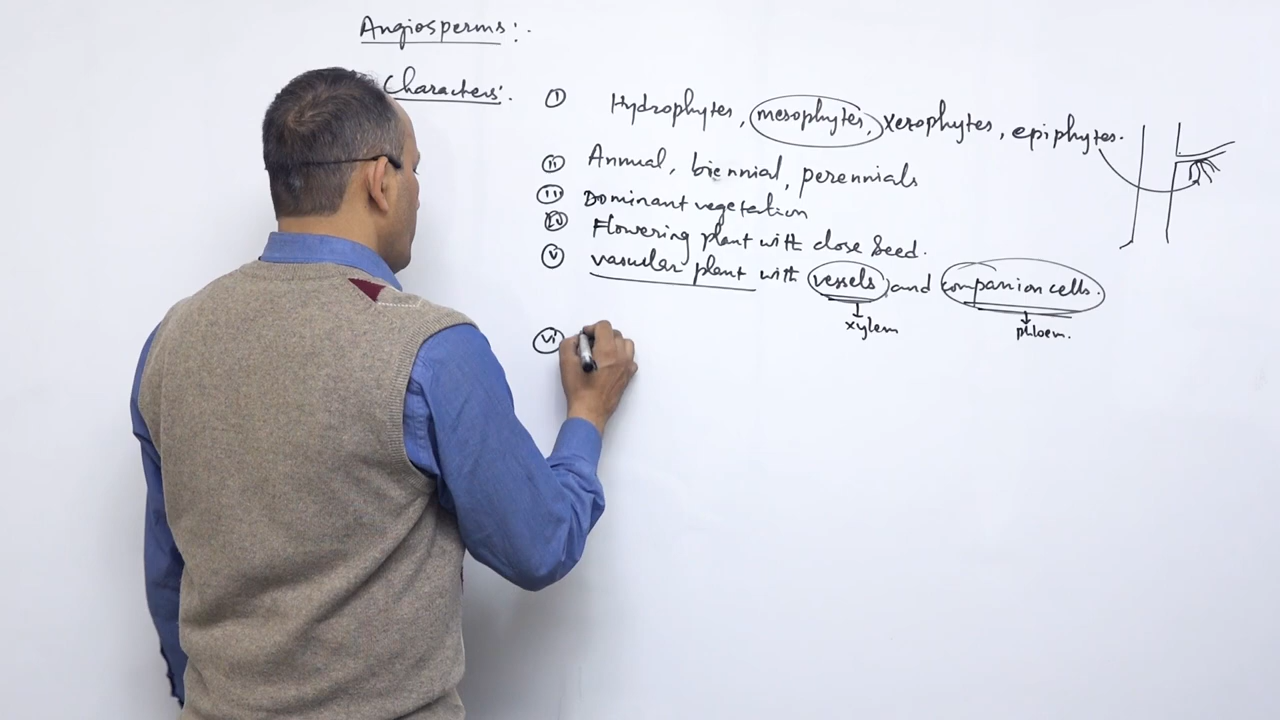 Angiosperms:.
Characters:.
(i) Hydrophytes, mesophytes, xerophytes, epiphytes.
(ii) Annual, biennial, perennials
(iii) Dominant vegetation
(iv) Flowering plant with close seed.
(v) vascular plant with vessels and companion cells.
xylem
phloem.
(vi)